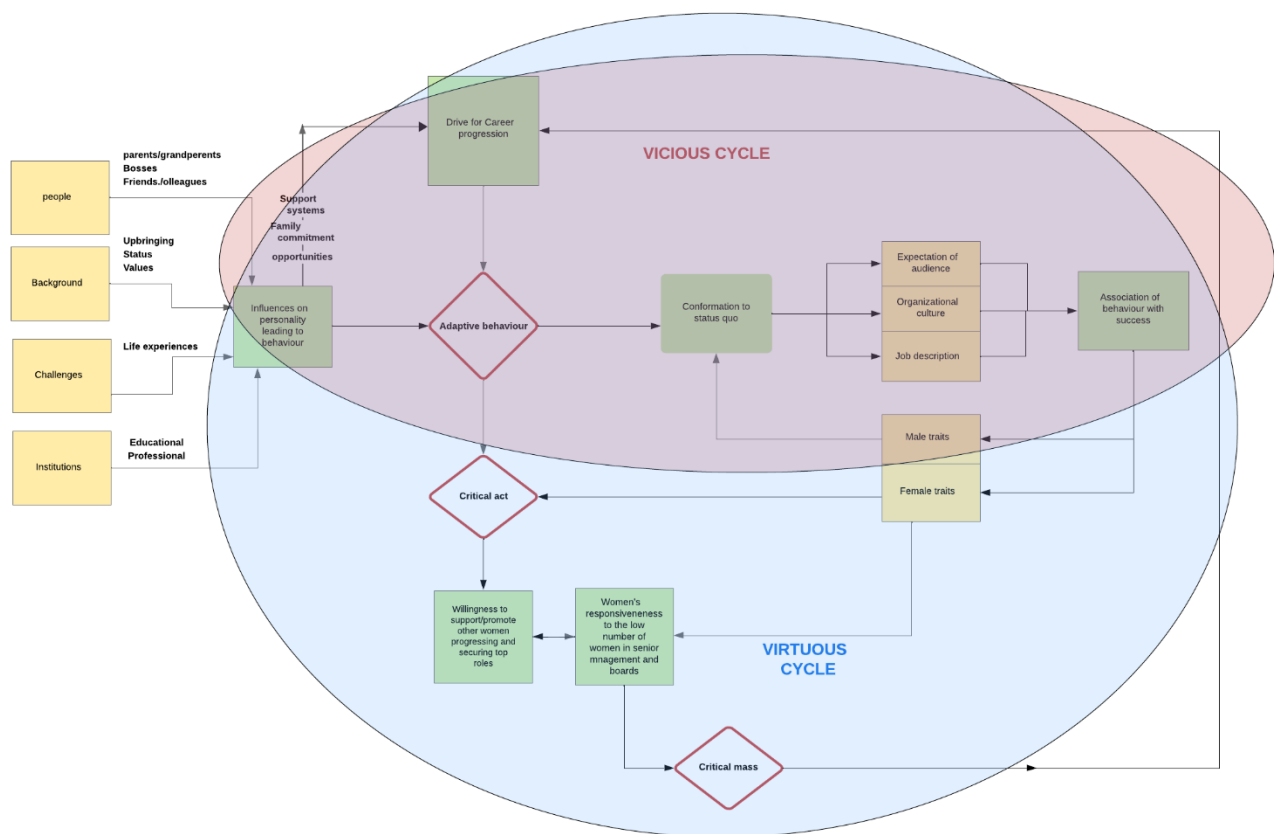 Drive for Career
progression
VICIOUS CYCLE
people
parents/grandperents
Bosses
Friends./olleagues
Support
systems
Family
commitment
opportunities
Background
Upbringing
Status
Values
Influences on
personality
leading to
behaviour
Adaptive behaviour
Conformation to
status quo
Expectation of
audience
Organizational
culture
Job description
Association of
behaviour with
success
Challenges
Life experiences
Institutions
Educational
Professional
Male traits
Female traits
Critical act
Willingness to
support/promote
other women
progressing and
securing top
roles
Women's
responsiveneness
to the low
number of
women in senior
mnagement and
boards
VIRTUOUS
CYCLE
Critical mass